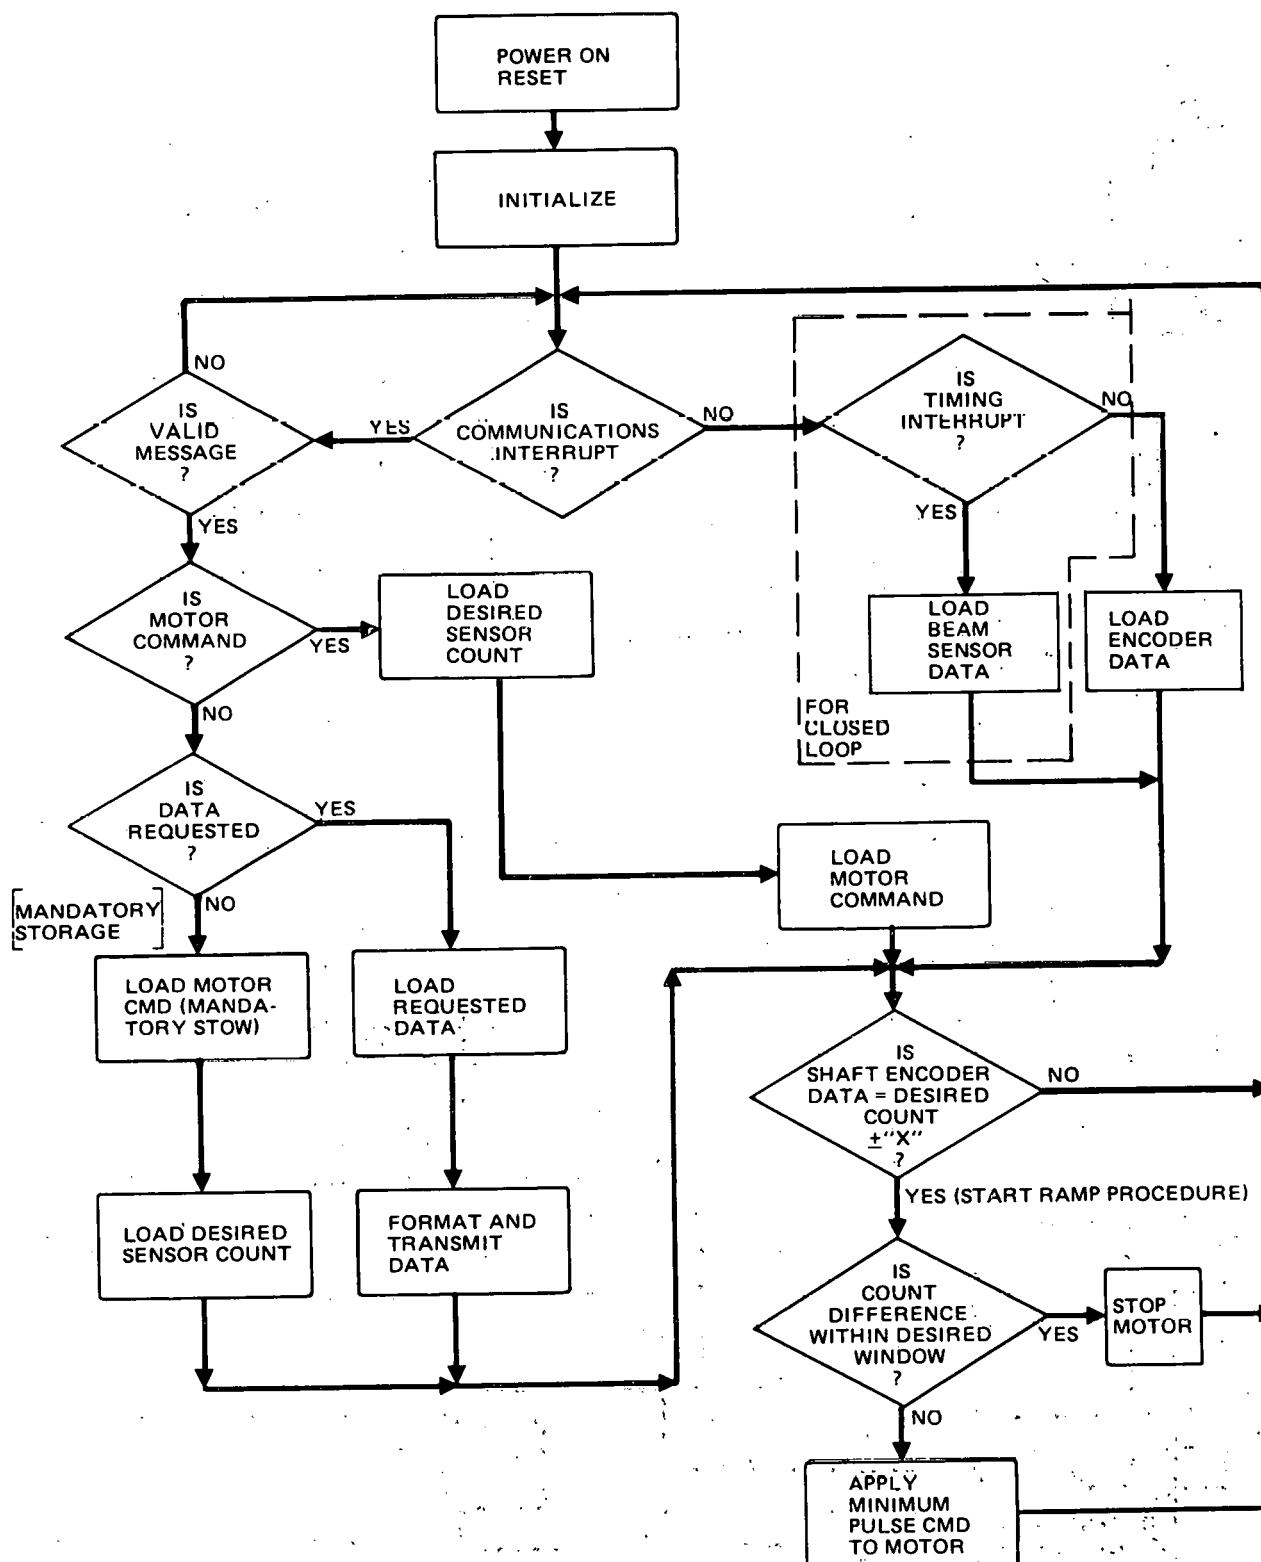 POWER ON
RESET
INITIALIZE
NO
IS
VALID
MESSAGE
?
YES
IS
COMMUNICATIONS
INTERRUPT
?
NO
IS
TIMING
INTERRUPT
?
NO
YES
YES
IS
MOTOR
COMMAND
?
YES
LOAD
DESIRED
SENSOR
COUNT
LOAD
BEAM
SENSOR
DATA
LOAD
ENCODER
DATA
FOR
CLOSED
LOOP
NO
IS
DATA
REQUESTED
?
YES
LOAD
MOTOR
COMMAND
NO
[MANDATORY
STORAGE]
LOAD MOTOR
CMD (MANDA-
TORY STOW)
LOAD
REQUESTED
DATA
IS
SHAFT ENCODER
DATA = DESIRED
COUNT
±"X"
?
NO
YES (START RAMP PROCEDURE)
LOAD DESIRED
SENSOR COUNT
FORMAT AND
TRANSMIT
DATA
IS
COUNT
DIFFERENCE
WITHIN DESIRED
WINDOW
?
YES
STOP
MOTOR
NO
APPLY
MINIMUM
PULSE CMD
TO MOTOR